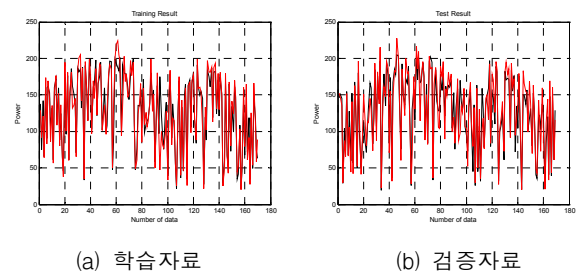 Training Result
250
200
150
100
50
0
Power
0 20 40 60 80 100 120 140 160 180
Number of data
(a) 학습자료
Test Result
250
200
150
100
50
0
Power
0 20 40 60 80 100 120 140 160 180
Number of data
(b) 검증자료